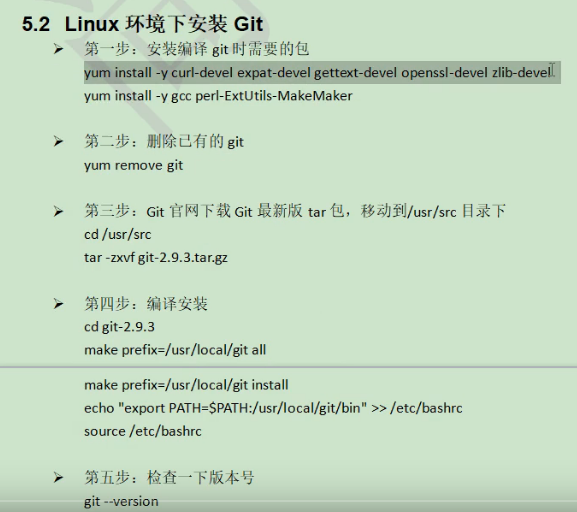 5.2 Linux 环境下安装 Git
➢ 第一步：安装编译 git 时需要的包
yum install -y curl-devel expat-devel gettext-devel openssl-devel zlib-devel
yum install -y gcc perl-ExtUtils-MakeMaker
➢ 第二步：删除已有的 git
yum remove git
➢ 第三步：Git 官网下载 Git 最新版 tar 包，移动到/usr/src 目录下
cd /usr/src
tar -zxvf git-2.9.3.tar.gz
➢ 第四步：编译安装
cd git-2.9.3
make prefix=/usr/local/git all
make prefix=/usr/local/git install
echo "export PATH=$PATH:/usr/local/git/bin" >> /etc/bashrc
source /etc/bashrc
➢ 第五步：检查一下版本号
git --version